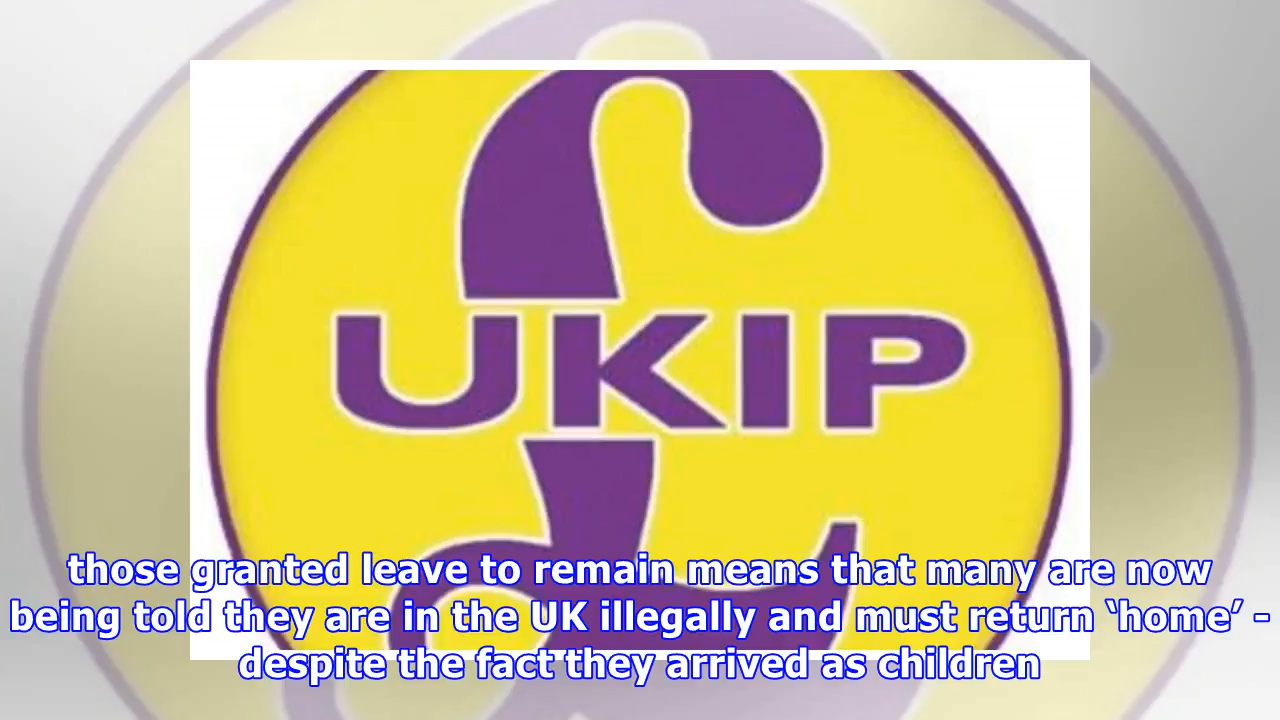 UKIP
those granted leave to remain means that many are now
being told they are in the UK illegally and must return ‘home’ -
despite the fact they arrived as children